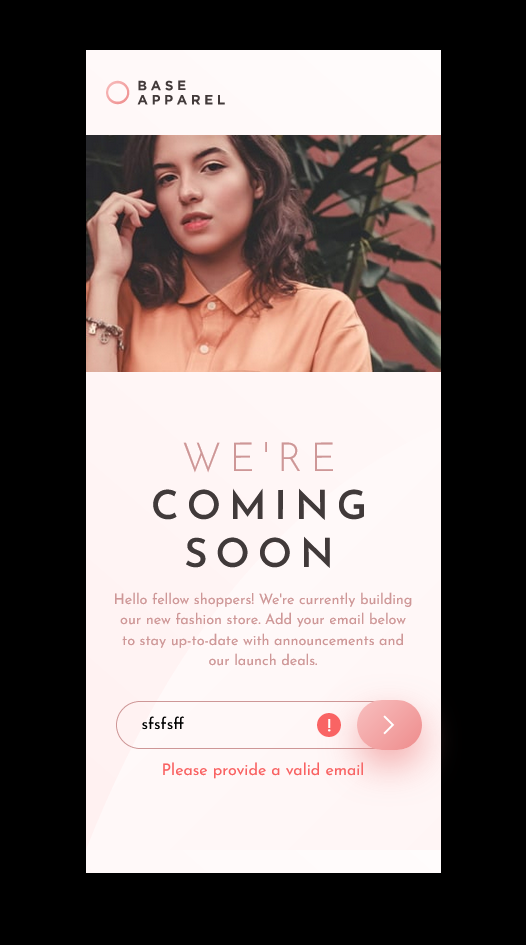 BASE
APPAREL
WE'RE
COMING
SOON
Hello fellow shoppers! We're currently building
our new fashion store. Add your email below
to stay up-to-date with announcements and
our launch deals.
sfsfsff
!
Please provide a valid email